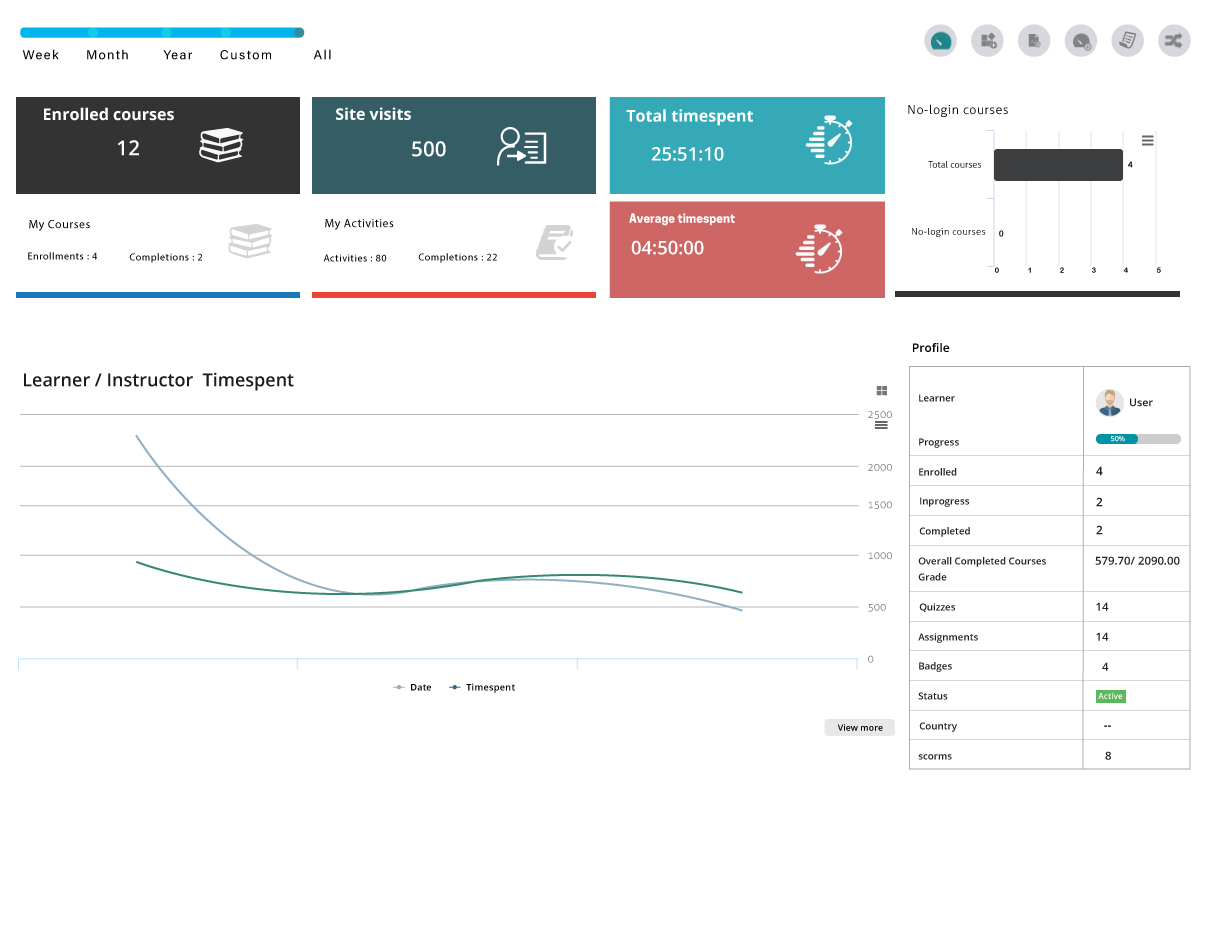 Week Month Year Custom All
Enrolled courses
12
Site visits
500
Total timespent
25:51:10
My Courses
Enrollments : 4 Completions : 2
My Activities
Activities : 80 Completions : 22
Average timespent
04:50:00
No-login courses
Total courses 4
No-login courses 0
0 1 2 3 4 5
Learner / Instructor Timespent
2500
2000
1500
1000
500
0
Date Timespent
View more
Profile
Learner User
Progress 50%
Enrolled 4
Inprogress 2
Completed 2
Overall Completed Courses 579.70/ 2090.00
Grade
Quizzes 14
Assignments 14
Badges 4
Status Active
Country --
scorms 8